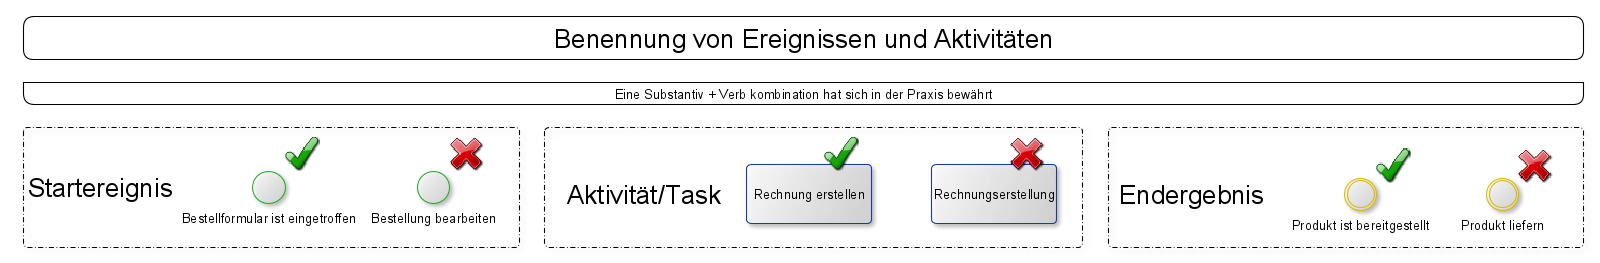 Benennung von Ereignissen und Aktivitäten
Eine Substantiv + Verb kombination hat sich in der Praxis bewährt
Startereignis
Bestellformular ist eingetroffen
Bestellung bearbeiten
Aktivität/Task
Rechnung erstellen
Rechnungserstellung
Endergebnis
Produkt ist bereitgestellt
Produkt liefern